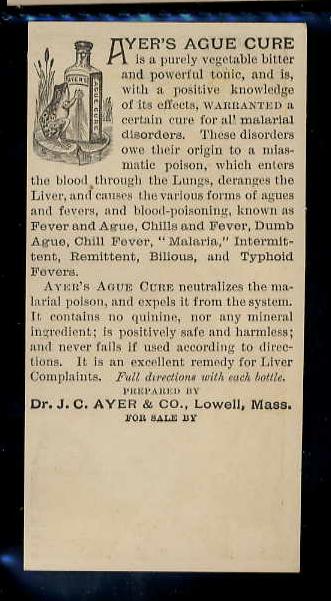 AYER'S AGUE CURE
is a purely vegetable bitter
and powerful tonic, and is,
with a positive knowledge
of its effects, WARRANTED a
certain cure for all malarial
disorders. These disorders
owe their origin to a mias-
matic poison, which enters
the blood through the Lungs, deranges the
Liver, and causes the various forms of agues
and fevers, and blood-poisoning, known as
Fever and Ague, Chills and Fever, Dumb
Ague, Chill Fever, "Malaria," Intermit-
tent, Remittent, Bilious, and Typhoid
Fevers.
AYER'S AGUE CURE neutralizes the ma-
larial poison, and expels it from the system.
It contains no quinine, nor any mineral
ingredient; is positively safe and harmless;
and never fails if used according to direc-
tions. It is an excellent remedy for Liver
Complaints. Full directions with each bottle.
PREPARED BY
Dr. J. C. AYER & CO., Lowell, Mass.
FOR SALE BY
AYER'S
AGUE CURE